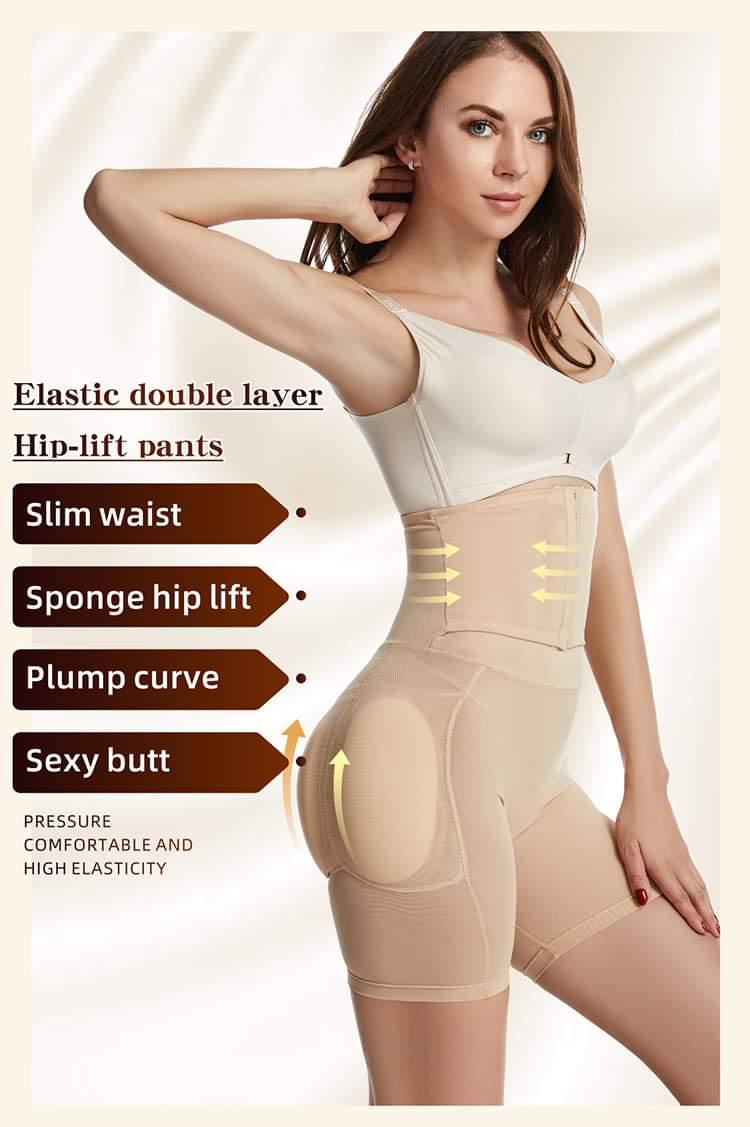 Elastic double layer
Hip-lift pants
Slim waist
Sponge hip lift
Plump curve
Sexy butt
PRESSURE
COMFORTABLE AND
HIGH ELASTICITY